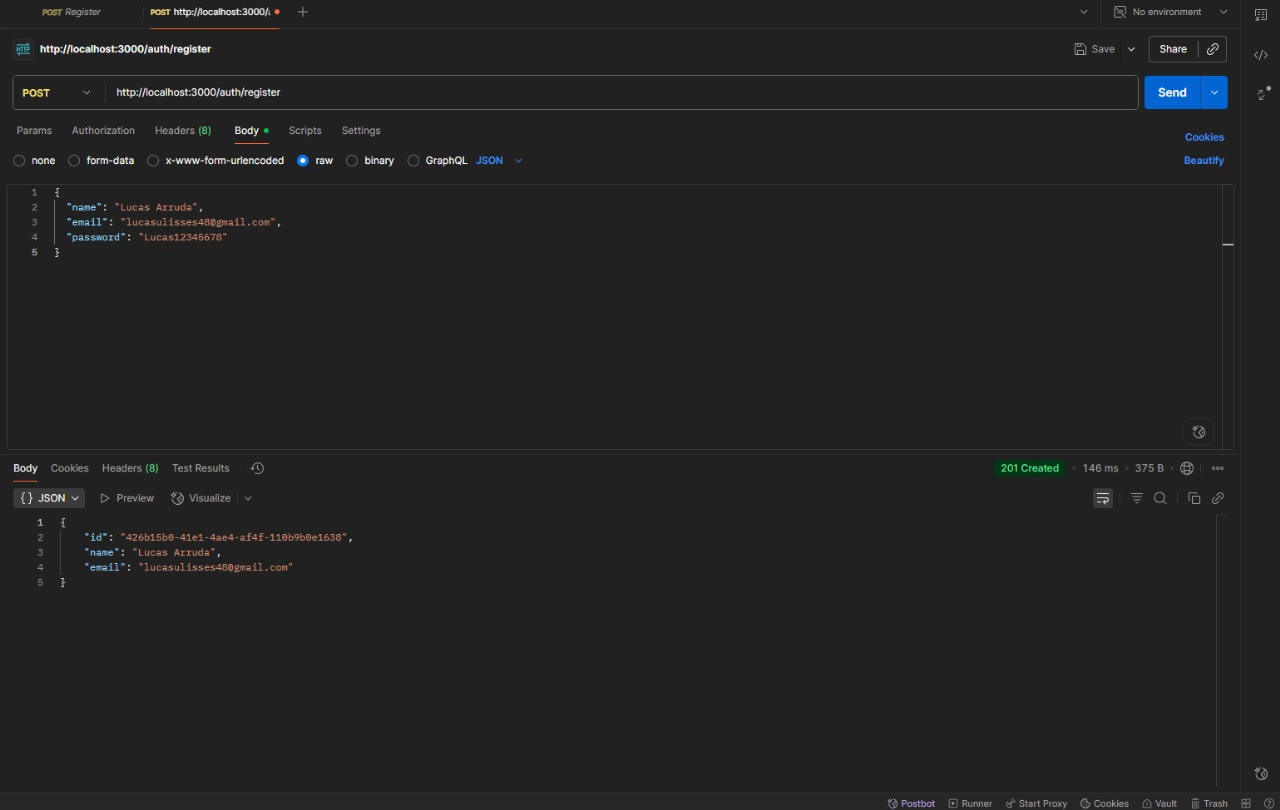 POST Register
POST http://localhost:3000/a
No environment
HTTP http://localhost:3000/auth/register
Save
Share
POST
http://localhost:3000/auth/register
Send
Params Authorization Headers (8) Body Scripts Settings
Cookies
none form-data x-www-form-urlencoded raw binary GraphQL JSON
Beautify
1 {
2 "name": "Lucas Arruda",
3 "email": "lucasulisses48@gmail.com",
4 "password": "Lucas12345678"
5 }
Body Cookies Headers (8) Test Results
201 Created • 146 ms • 375 B
{} JSON Preview Visualize
1 {
2 "id": "426b15b0-41e1-4ae4-af4f-110b9b0e1638",
3 "name": "Lucas Arruda",
4 "email": "lucasulisses48@gmail.com"
5 }
Postbot Runner Start Proxy Cookies Vault Trash